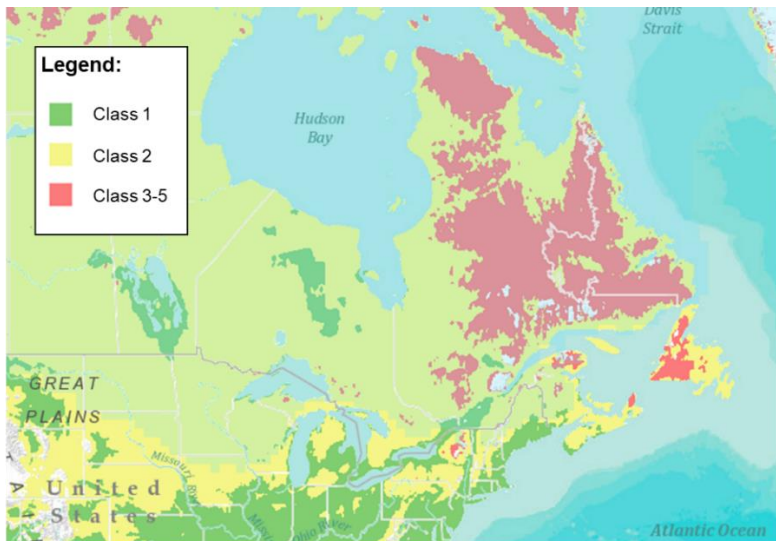 Davis
Strait
Legend:
Class 1
Class 2
Class 3-5
Hudson
Bay
GREAT
PLAINS
Missouri
United
States
Ohio River
Atlantic Ocean